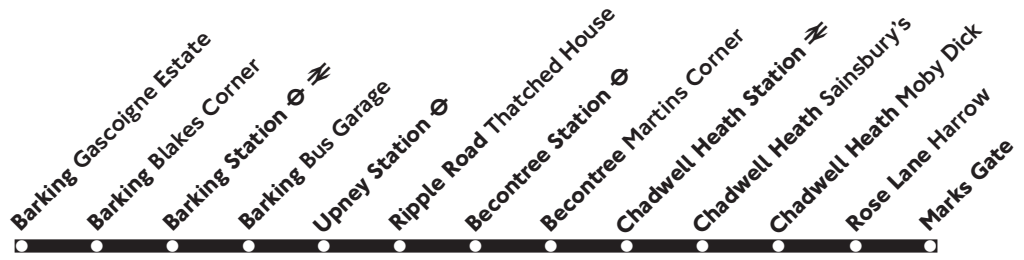 Barking Gascoigne Estate
Barking Blakes Corner
Barking Station
Barking Bus Garage
Upney Station
Ripple Road Thatched House
Becontree Station
Becontree Martins Corner
Chadwell Heath Station
Chadwell Heath Sainsbury's
Chadwell Heath Moby Dick
Rose Lane Harrow
Marks Gate